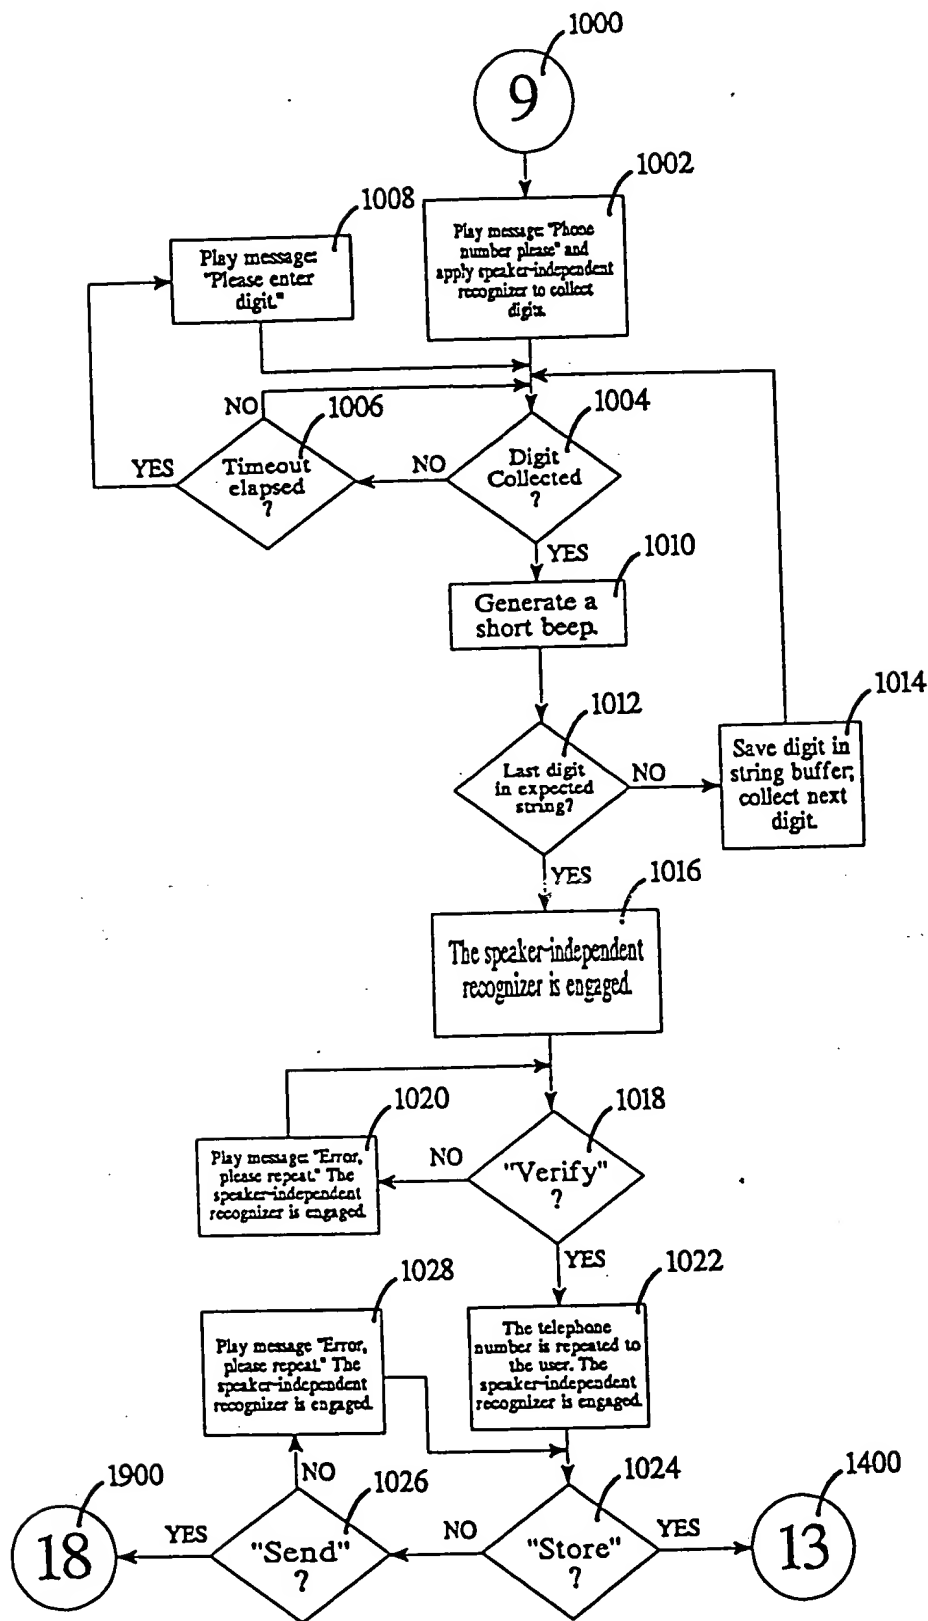 1000
9
1002
Play message: "Phone
number please" and
apply speaker-independent
recognizer to collect
digits.
1008
Play message:
"Please enter
digit."
NO
1006
Timeout
elapsed
?
YES
NO
1004
Digit
Collected
?
YES
1010
Generate a
short beep.
1012
Last digit
in expected
string?
NO
1014
Save digit in
string buffer;
collect next
digit.
YES
1016
The speaker-independent
recognizer is engaged.
1018
"Verify"
?
NO
1020
Play message: "Error,
please repeat." The
speaker-independent
recognizer is engaged.
YES
1022
The telephone
number is repeated to
the user. The
speaker-independent
recognizer is engaged.
1028
Play message "Error,
please repeat." The
speaker-independent
recognizer is engaged.
NO
1024
"Store"
?
YES
1400
13
NO
1026
"Send"
?
YES
1900
18